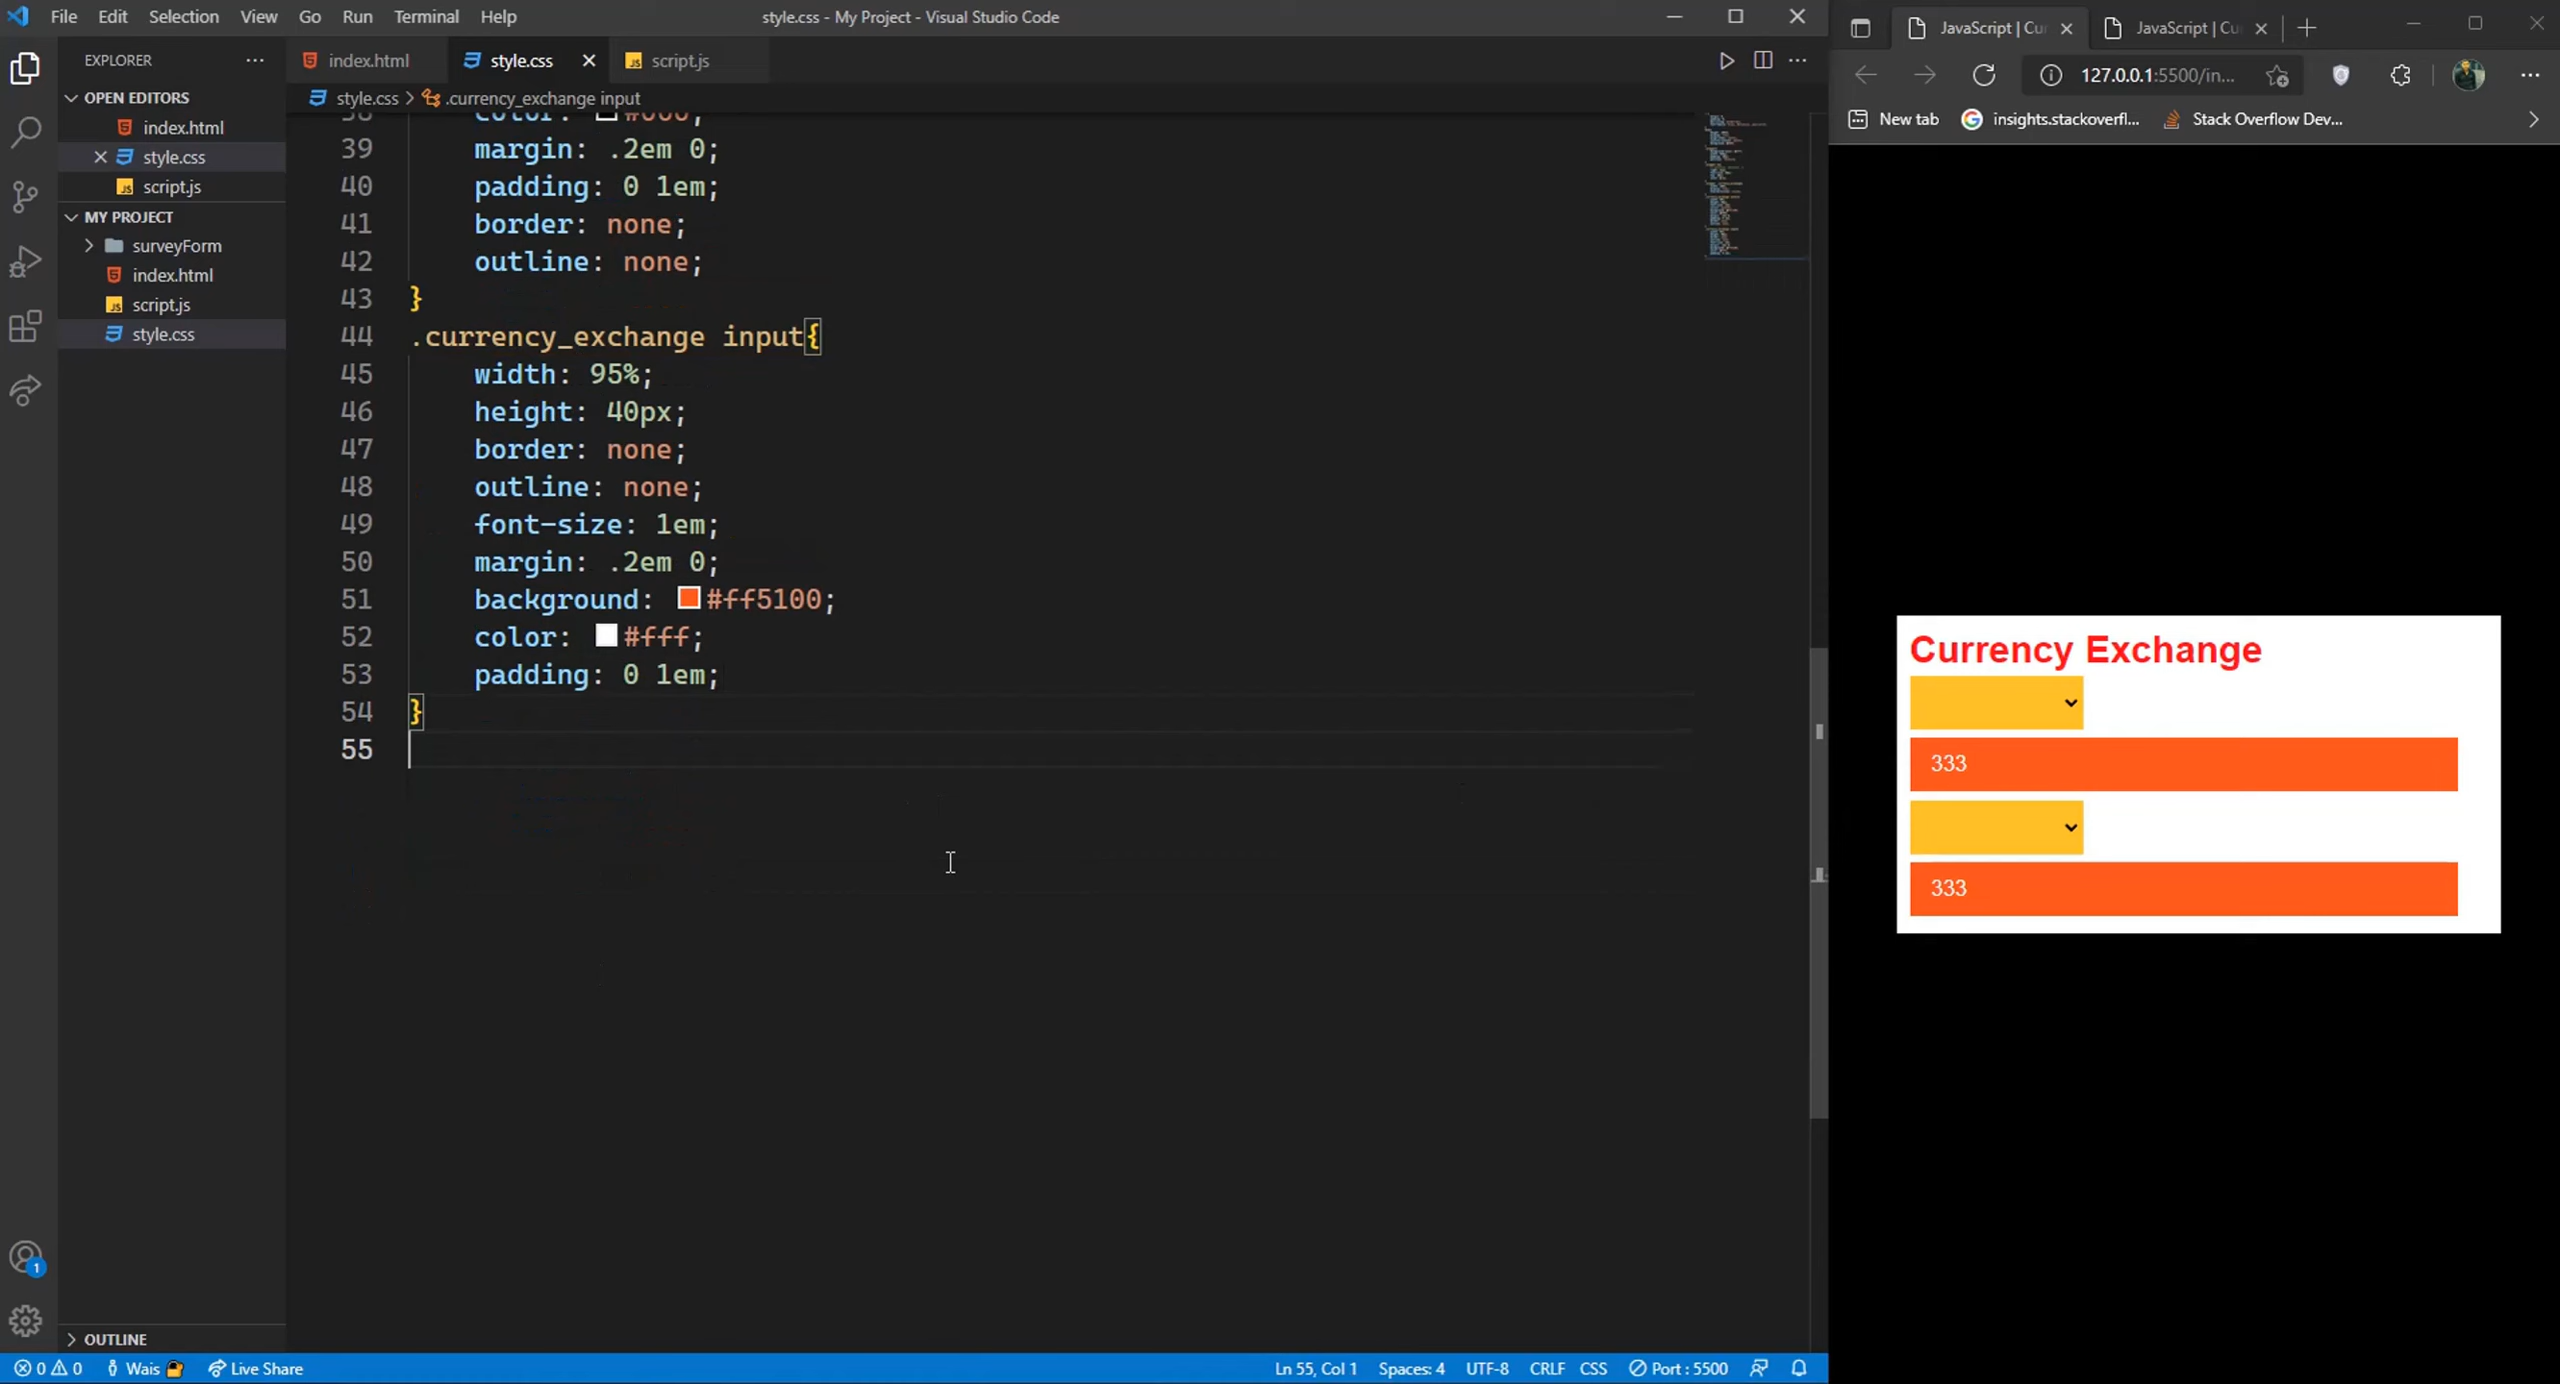 File Edit Selection View Go Run Terminal Help
style.css - My Project - Visual Studio Code
EXPLORER
OPEN EDITORS
index.html
style.css
script.js
MY PROJECT
surveyForm
index.html
script.js
style.css
OUTLINE
index.html
style.css
script.js
style.css > .currency_exchange input
38 color: #000;
39 margin: .2em 0;
40 padding: 0 1em;
41 border: none;
42 outline: none;
43 }
44 .currency_exchange input{
45 width: 95%;
46 height: 40px;
47 border: none;
48 outline: none;
49 font-size: 1em;
50 margin: .2em 0;
51 background: #ff5100;
52 color: #fff;
53 padding: 0 1em;
54 }
55
1
0 0 Wais Live Share
Ln 55, Col 1 Spaces: 4 UTF-8 CRLF CSS Port : 5500
JavaScript | Cu
JavaScript | Cu
127.0.0.1:5500/in...
New tab
insights.stackoverfl...
Stack Overflow Dev...
Currency Exchange
333
333